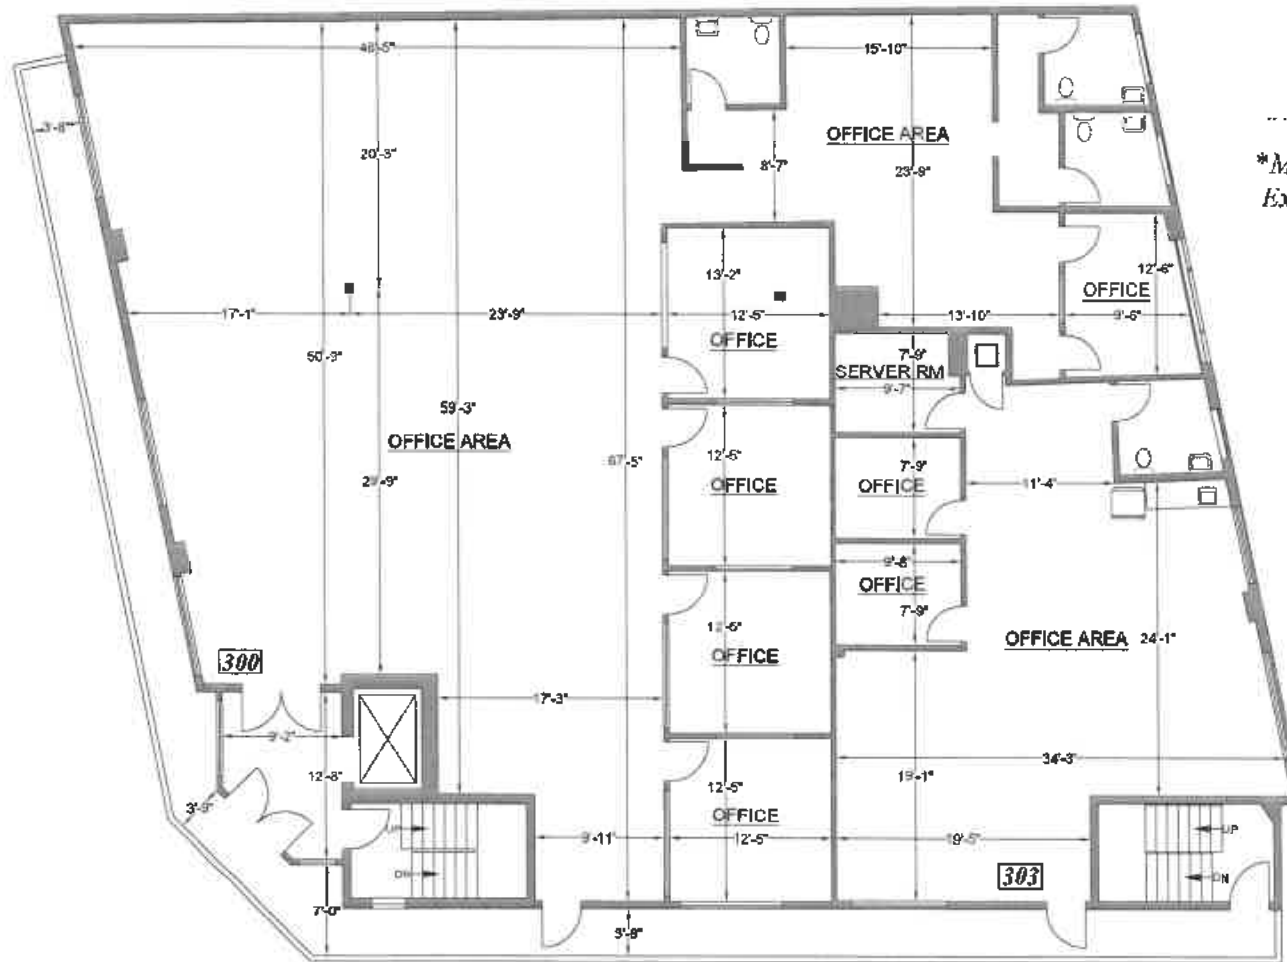 48'-5"
15'-10"
3'-8"
OFFICE AREA
20'-3"
8'-7"
23'-9"
*M
Ex
13'-2"
12'-6"
OFFICE
17'-1"
23'-9"
12'-5"
13'-10"
9'-6"
OFFICE
50'-9"
7'-9"
SERVER RM
9'-7"
59'-3"
OFFICE AREA
67'-5"
12'-5"
7'-9"
29'-9"
OFFICE
OFFICE
11'-4"
9'-8"
OFFICE
7'-9"
12'-5"
OFFICE AREA
24'-1"
300
OFFICE
17'-3"
9'-2"
34'-3"
12'-8"
19'-1"
12'-5"
3'-9"
OFFICE
UP
UP
9'-11"
12'-5"
19'-5"
DN
303
DN
7'-0"
3'-8"